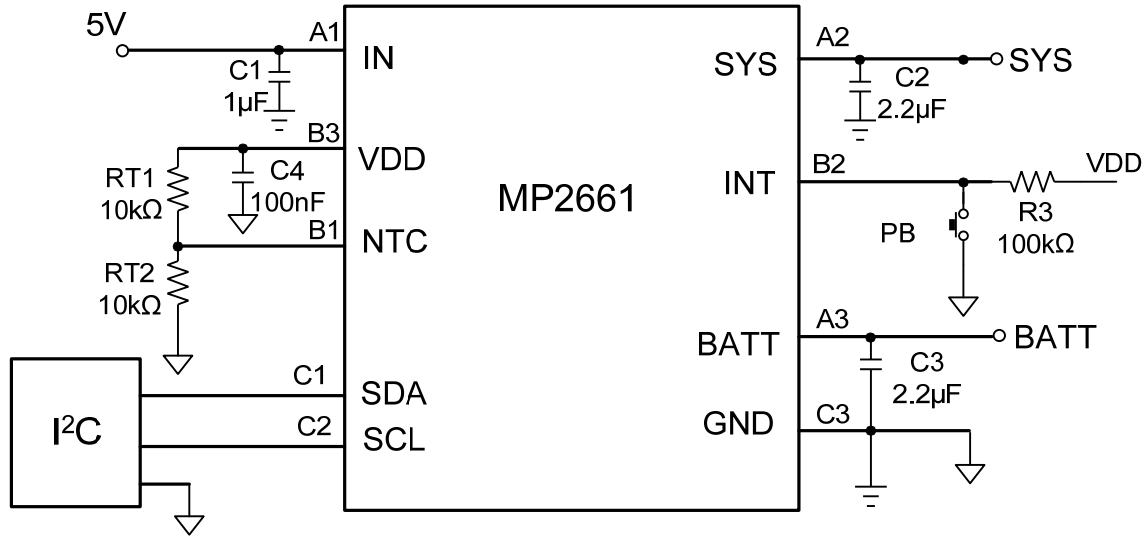 5V
A1
IN
C1
1µF
B3
VDD
RT1
10kΩ
C4
100nF
B1
NTC
RT2
10kΩ
I²C
C1
SDA
C2
SCL
MP2661
A2
SYS
SYS
C2
2.2µF
B2
INT
VDD
R3
100kΩ
PB
A3
BATT
BATT
C3
2.2µF
C3
GND